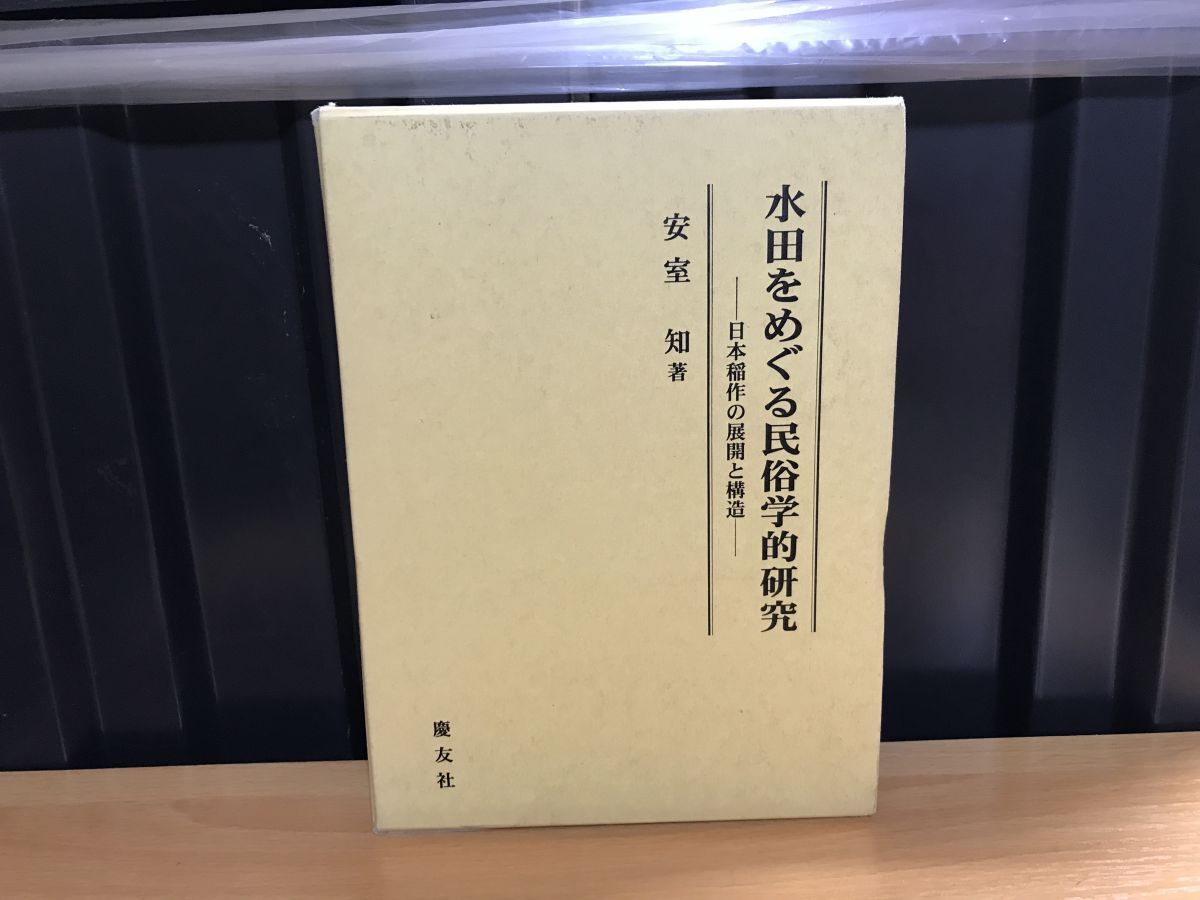 水田をめぐる民俗学的研究
――日本稲作の展開と構造――
安室 知著
慶友社